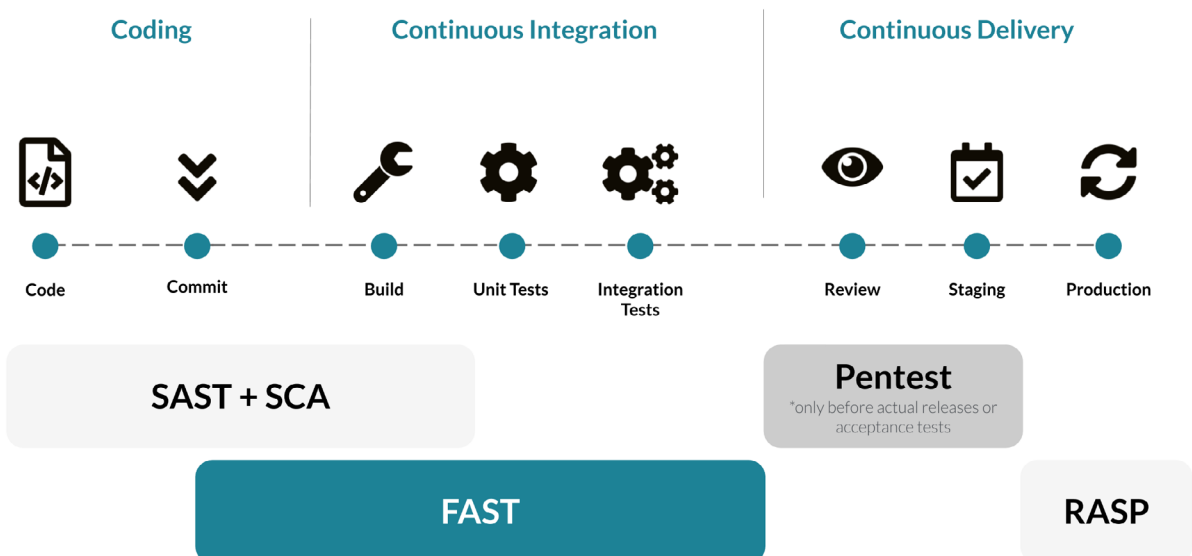 Coding
Continuous Integration
Continuous Delivery
</>
Code
Commit
Build
Unit Tests
Integration
Tests
Review
Staging
Production
SAST + SCA
Pentest
*only before actual releases or
acceptance tests
FAST
RASP